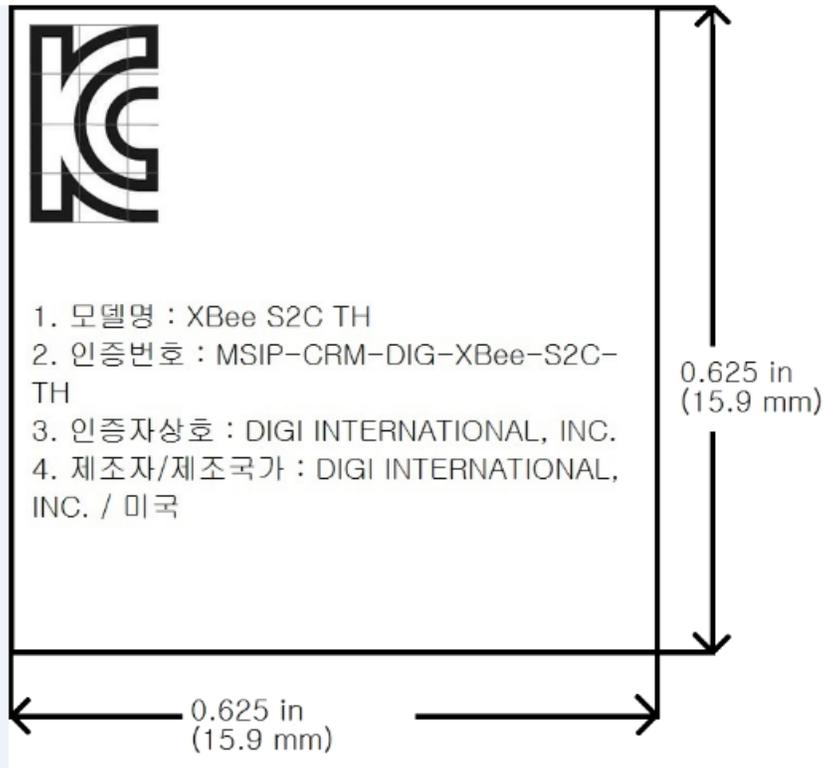 1. 모델명 : XBee S2C TH
2. 인증번호 : MSIP-CRM-DIG-XBee-S2C-
TH
3. 인증자상호 : DIGI INTERNATIONAL, INC.
4. 제조자/제조국가 : DIGI INTERNATIONAL,
INC. / 미국
0.625 in
(15.9 mm)
0.625 in
(15.9 mm)